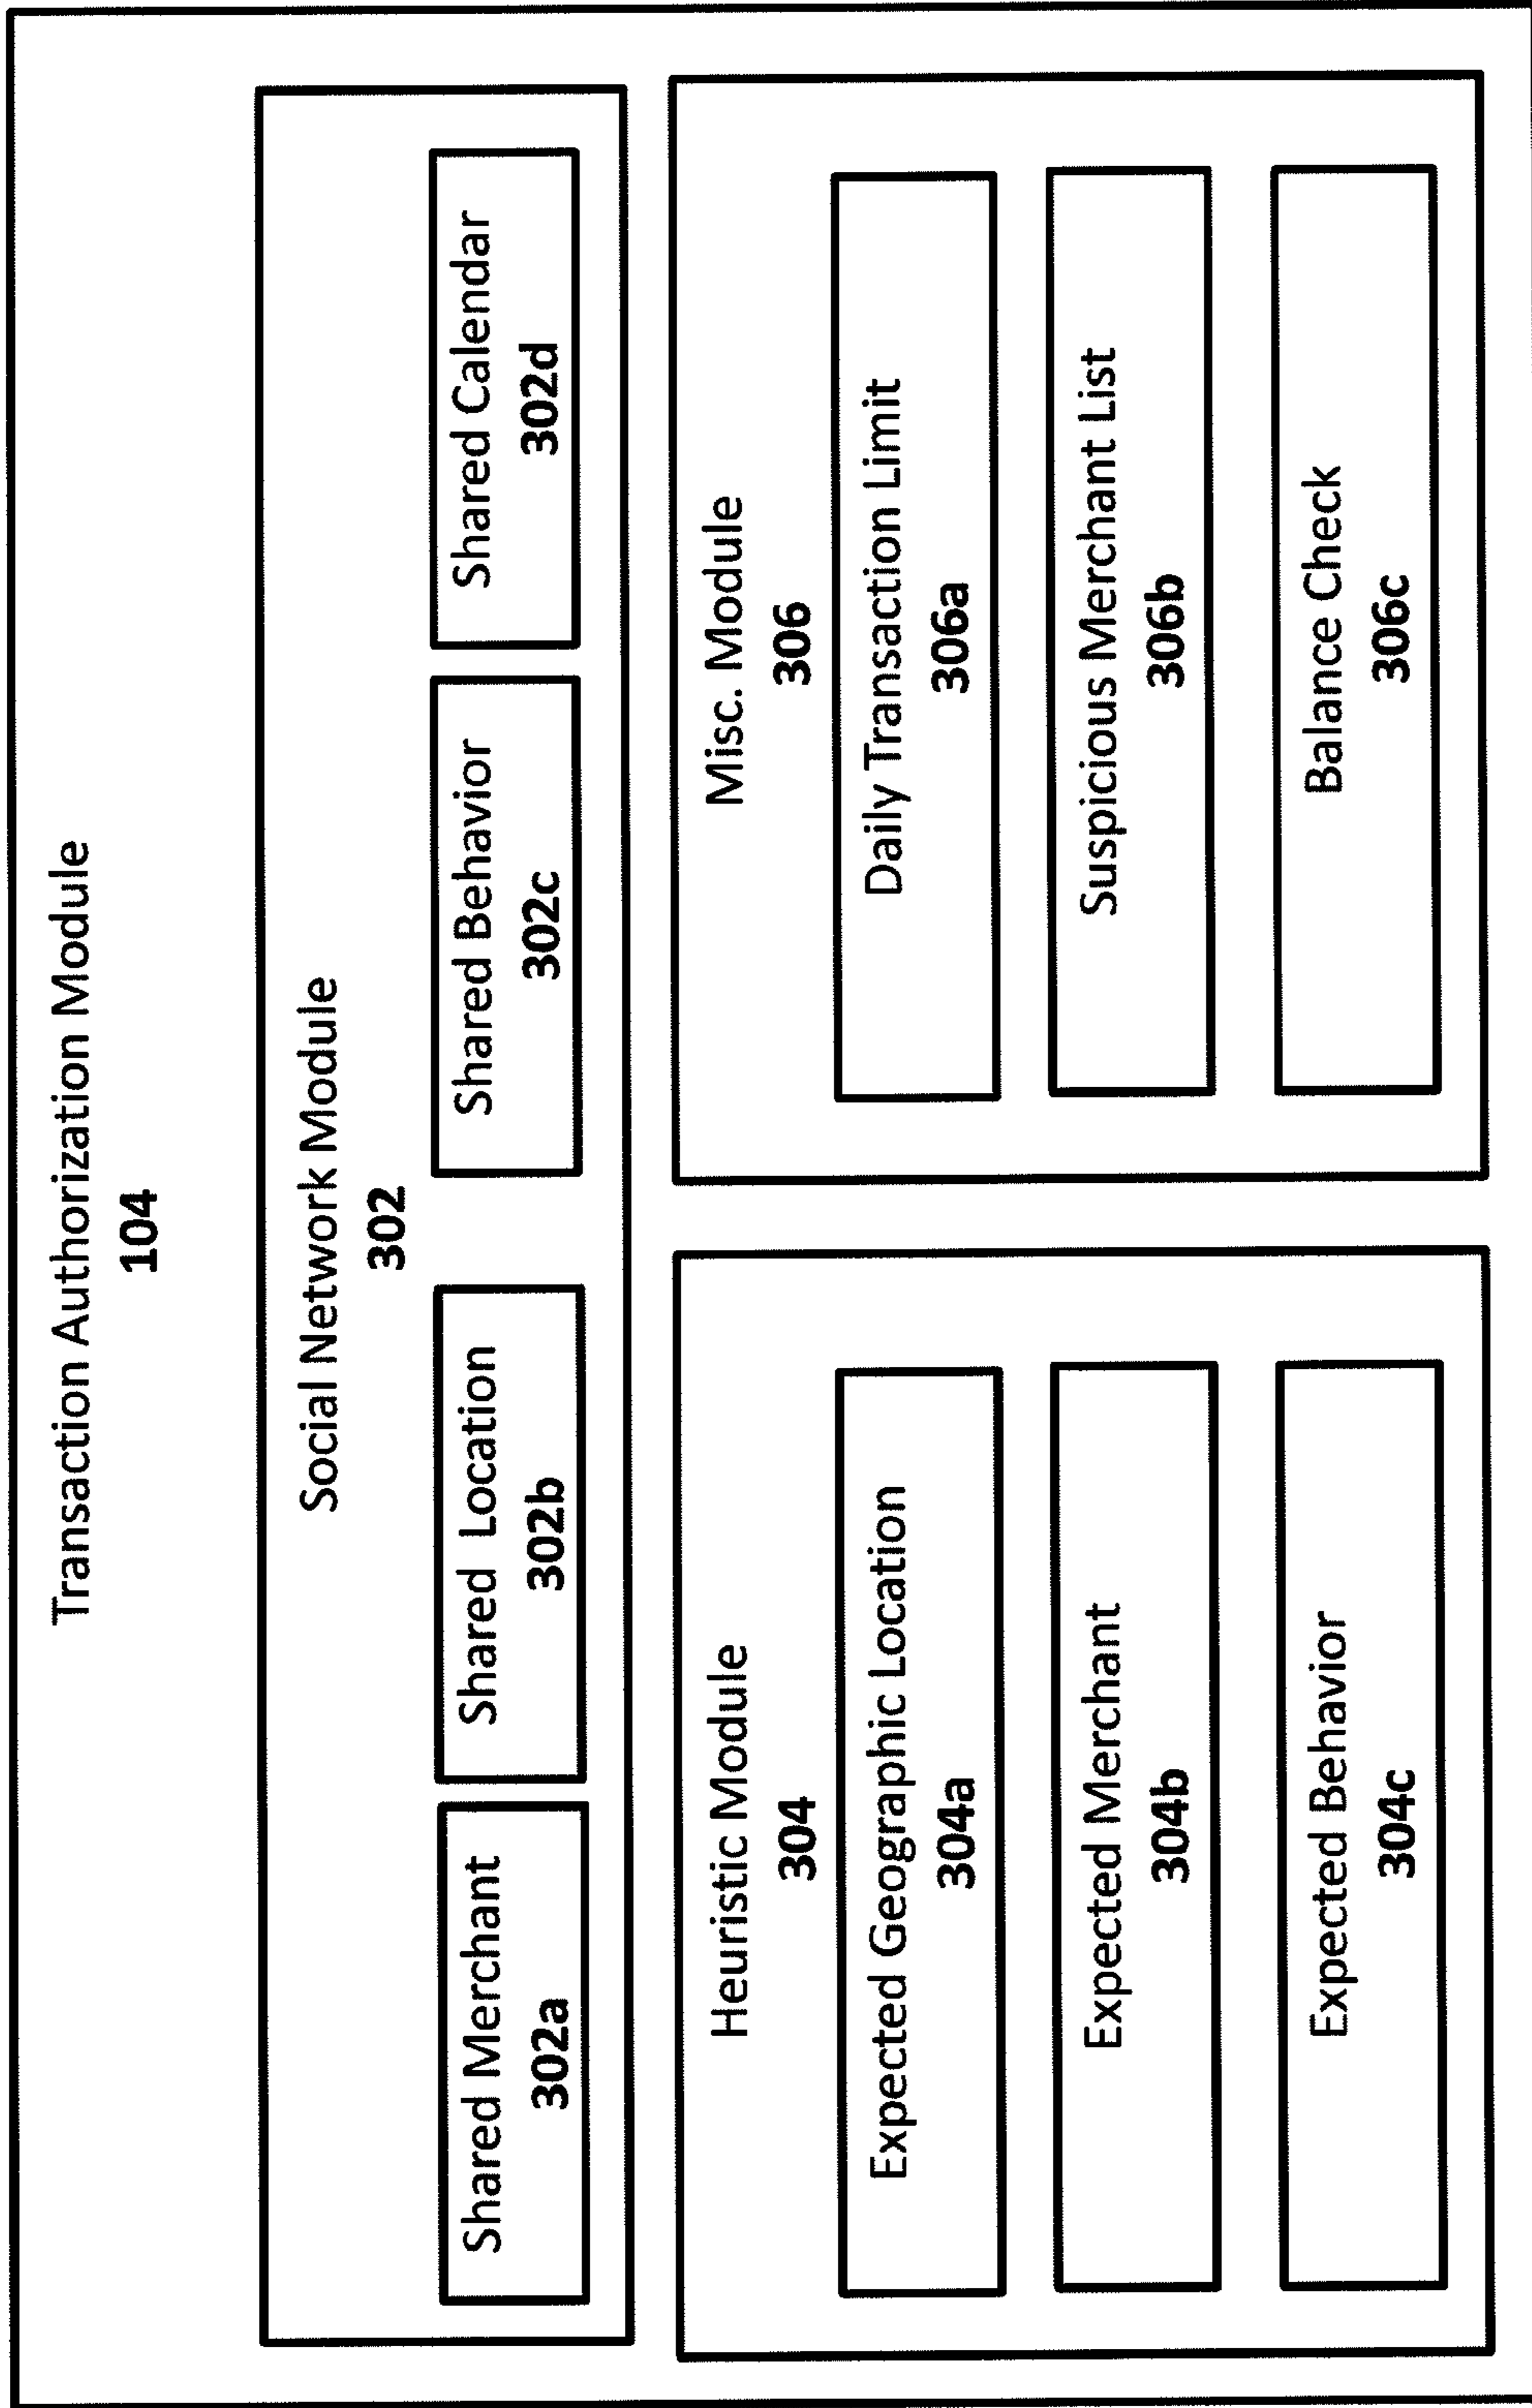 Transaction Authorization Module
104
Social Network Module
302
Shared Merchant
302a
Shared Location
302b
Shared Behavior
302c
Shared Calendar
302d
Heuristic Module
304
Expected Geographic Location
304a
Expected Merchant
304b
Expected Behavior
304c
Misc. Module
306
Daily Transaction Limit
306a
Suspicious Merchant List
306b
Balance Check
306c